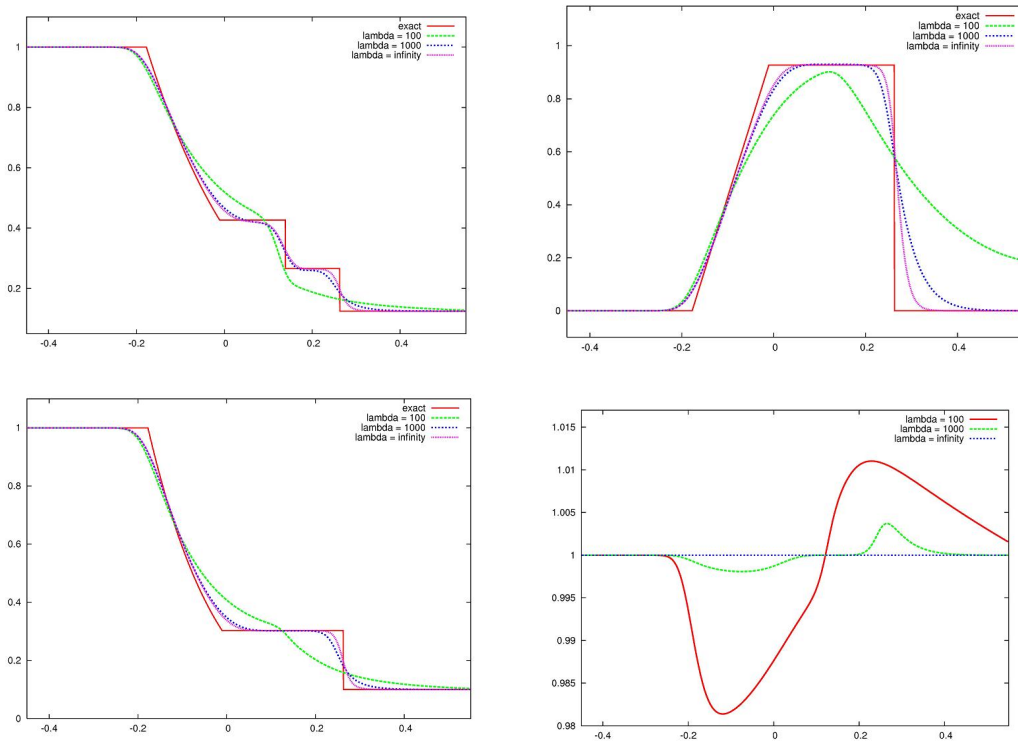 exact
lambda = 100
lambda = 1000
lambda = infinity
1
0.8
0.6
0.4
0.2
-0.4 -0.2 0 0.2 0.4
exact
lambda = 100
lambda = 1000
lambda = infinity
1
0.8
0.6
0.4
0.2
0
-0.4 -0.2 0 0.2 0.4
exact
lambda = 100
lambda = 1000
lambda = infinity
1
0.8
0.6
0.4
0.2
0
-0.4 -0.2 0 0.2 0.4
lambda = 100
lambda = 1000
lambda = infinity
1.015
1.01
1.005
1
0.995
0.99
0.985
0.98
-0.4 -0.2 0 0.2 0.4